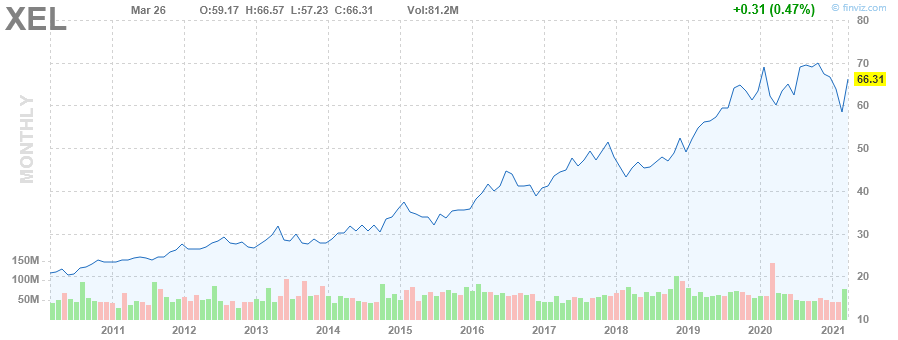 XEL Mar 26 O:59.17 H:66.57 L:57.23 C:66.31 Vol:81.2M +0.31 (0.47%) © finviz.com
MONTHLY
80
70
66.31
60
50
40
30
20
10
150M
100M
50M
2011 2012 2013 2014 2015 2016 2017 2018 2019 2020 2021